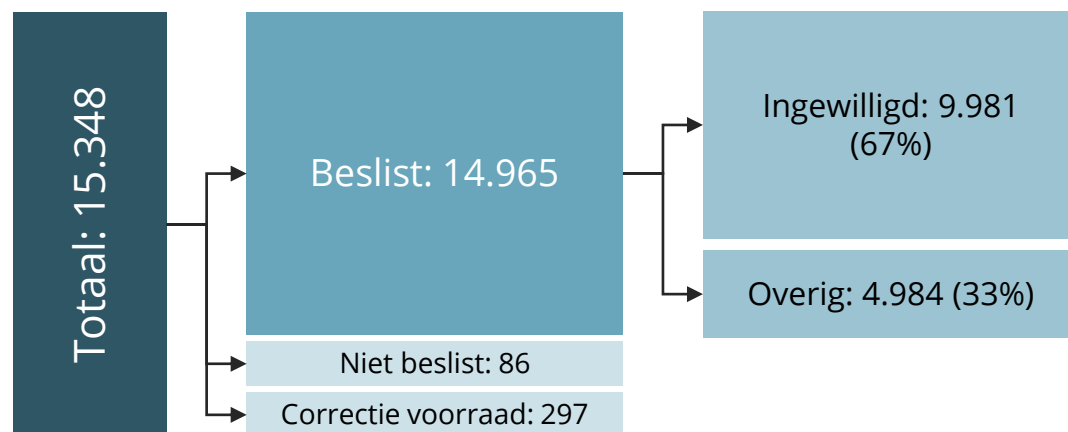 Totaal: 15.348
Beslist: 14.965
Niet beslist: 86
Correctie voorraad: 297
Ingewilligd: 9.981
(67%)
Overig: 4.984 (33%)